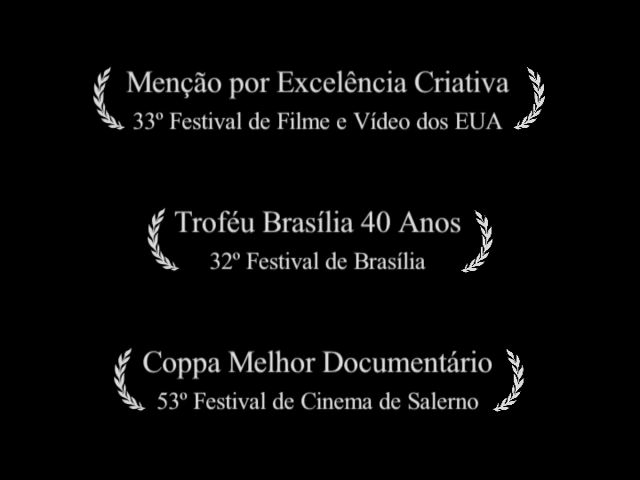 Menção por Excelência Criativa
33º Festival de Filme e Vídeo dos EUA
Troféu Brasília 40 Anos
32º Festival de Brasília
Coppa Melhor Documentário
53º Festival de Cinema de Salerno